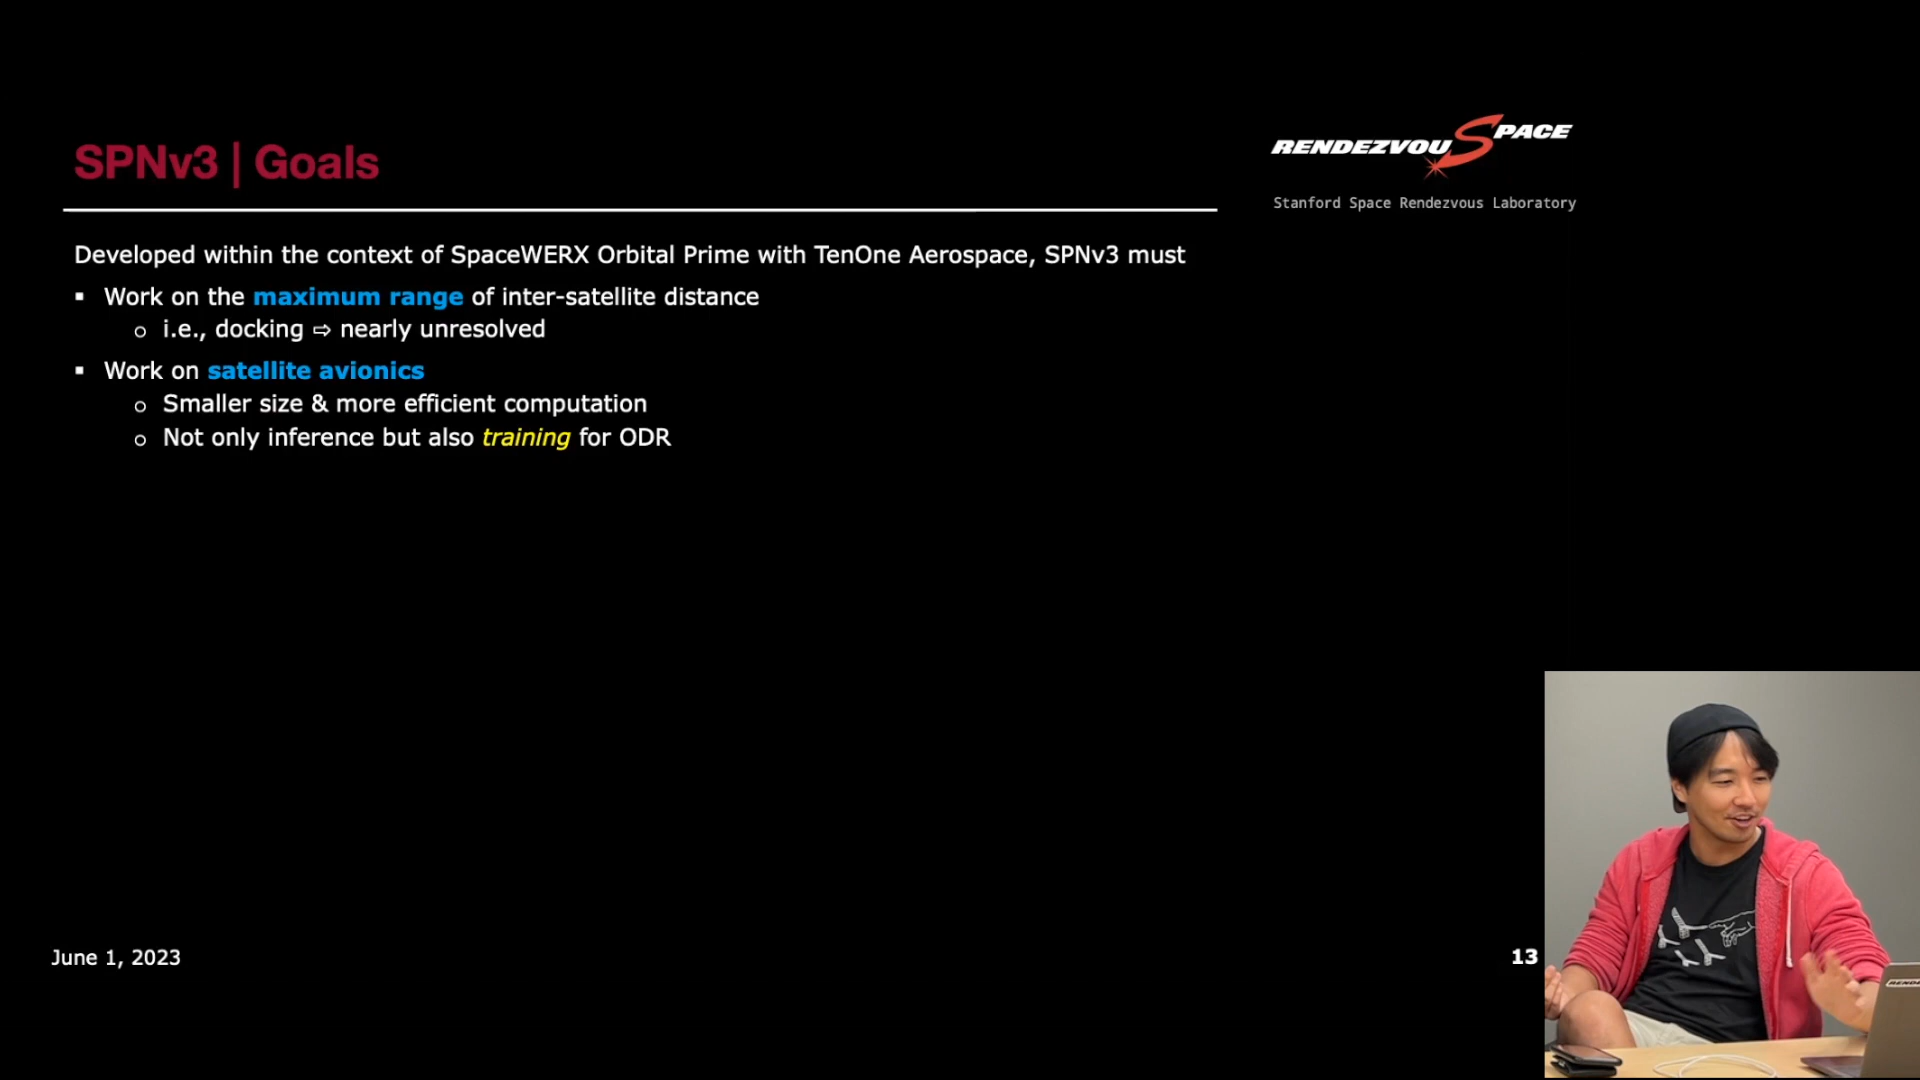 SPNv3 | Goals
RENDEZVOUSPACE
Stanford Space Rendezvous Laboratory
Developed within the context of SpaceWERX Orbital Prime with TenOne Aerospace, SPNv3 must
▪ Work on the maximum range of inter-satellite distance
o i.e., docking ⇨ nearly unresolved
▪ Work on satellite avionics
o Smaller size & more efficient computation
o Not only inference but also training for ODR
June 1, 2023
13